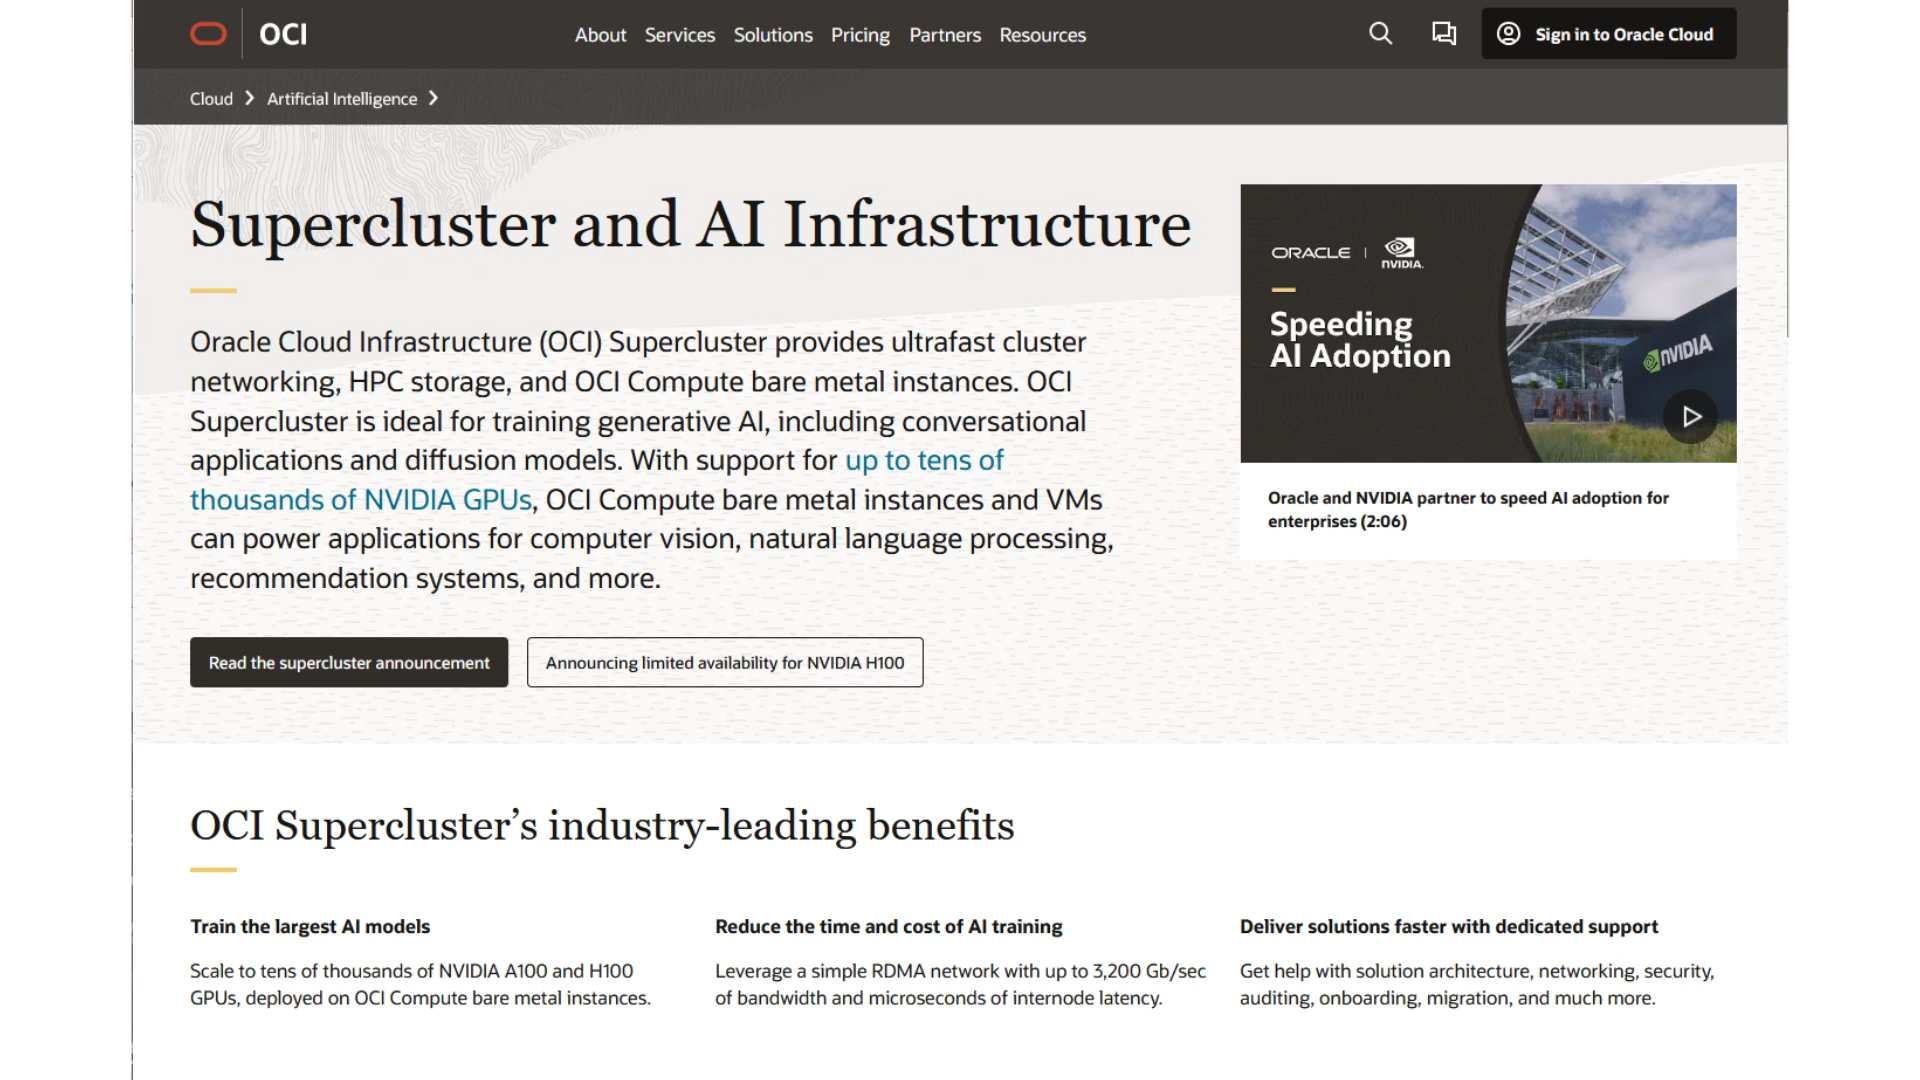 OCI
About
Services
Solutions
Pricing
Partners
Resources
Sign in to Oracle Cloud
Cloud
Artificial Intelligence
Supercluster and AI Infrastructure
Oracle Cloud Infrastructure (OCI) Supercluster provides ultrafast cluster
networking, HPC storage, and OCI Compute bare metal instances. OCI
Supercluster is ideal for training generative AI, including conversational
applications and diffusion models. With support for up to tens of
thousands of NVIDIA GPUs, OCI Compute bare metal instances and VMs
can power applications for computer vision, natural language processing,
recommendation systems, and more.
Read the supercluster announcement
Announcing limited availability for NVIDIA H100
ORACLE
NVIDIA.
Speeding
AI Adoption
NVIDIA
Oracle and NVIDIA partner to speed AI adoption for
enterprises (2:06)
OCI Supercluster’s industry-leading benefits
Train the largest AI models
Scale to tens of thousands of NVIDIA A100 and H100
GPUs, deployed on OCI Compute bare metal instances.
Reduce the time and cost of AI training
Leverage a simple RDMA network with up to 3,200 Gb/sec
of bandwidth and microseconds of internode latency.
Deliver solutions faster with dedicated support
Get help with solution architecture, networking, security,
auditing, onboarding, migration, and much more.